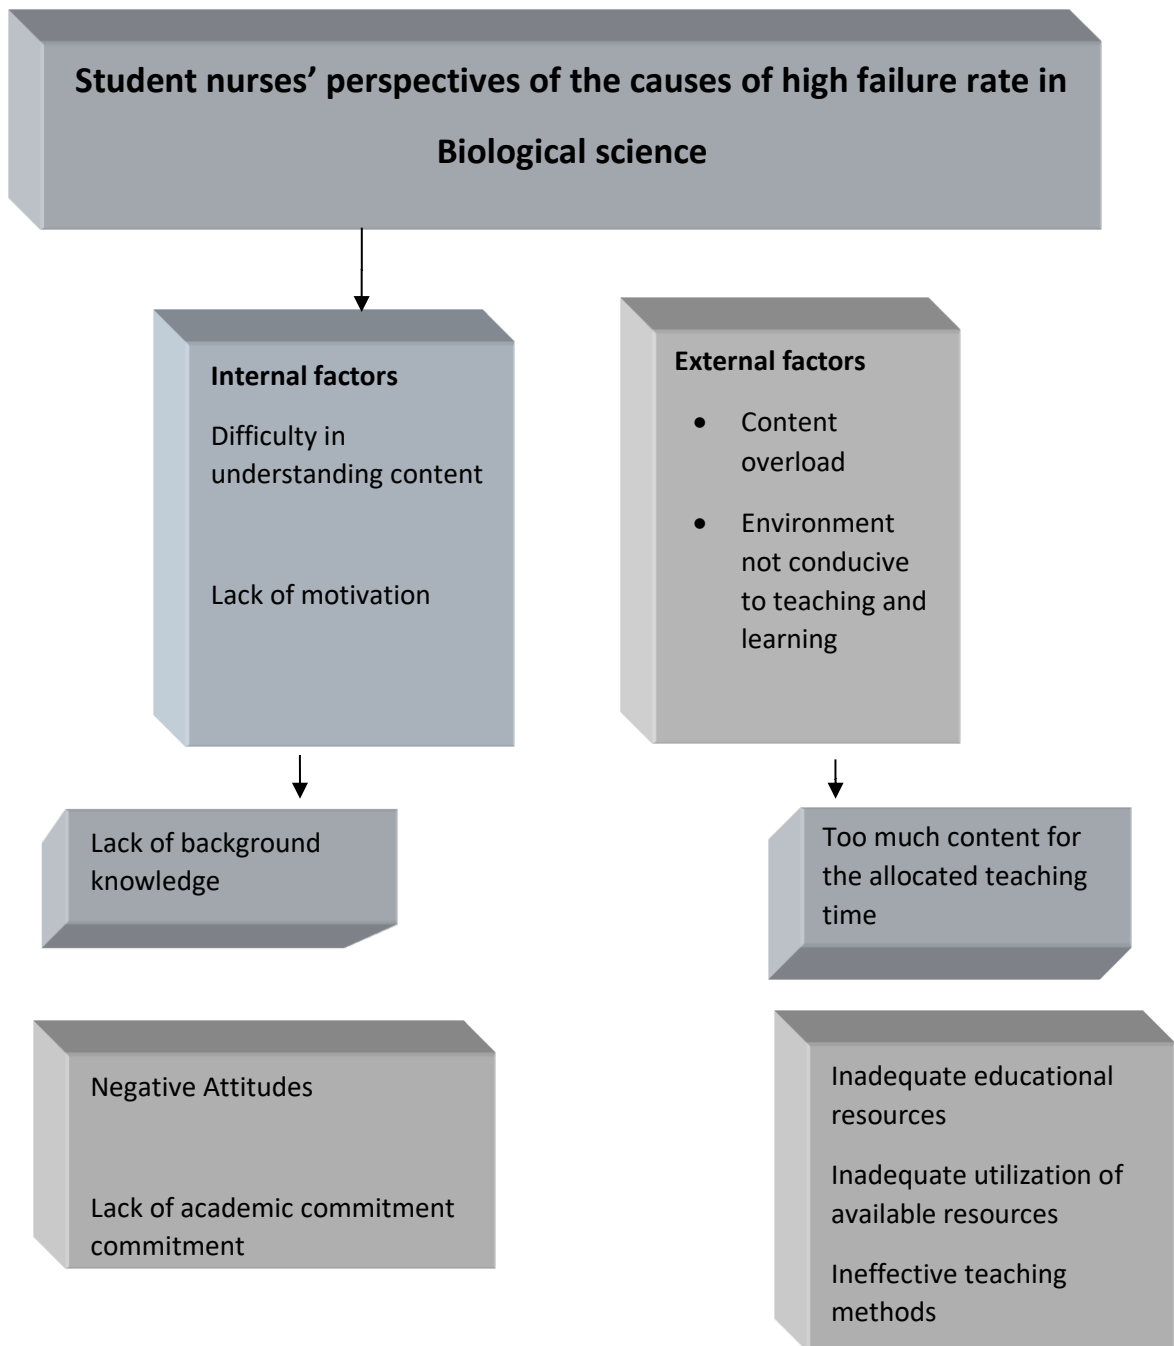 Student nurses’ perspectives of the causes of high failure rate in
Biological science
Internal factors
Difficulty in
understanding content
Lack of motivation
External factors
• Content
overload
• Environment
not conducive
to teaching and
learning
Lack of background
knowledge
Too much content for
the allocated teaching
time
Negative Attitudes
Lack of academic commitment
commitment
Inadequate educational
resources
Inadequate utilization of
available resources
Ineffective teaching
methods